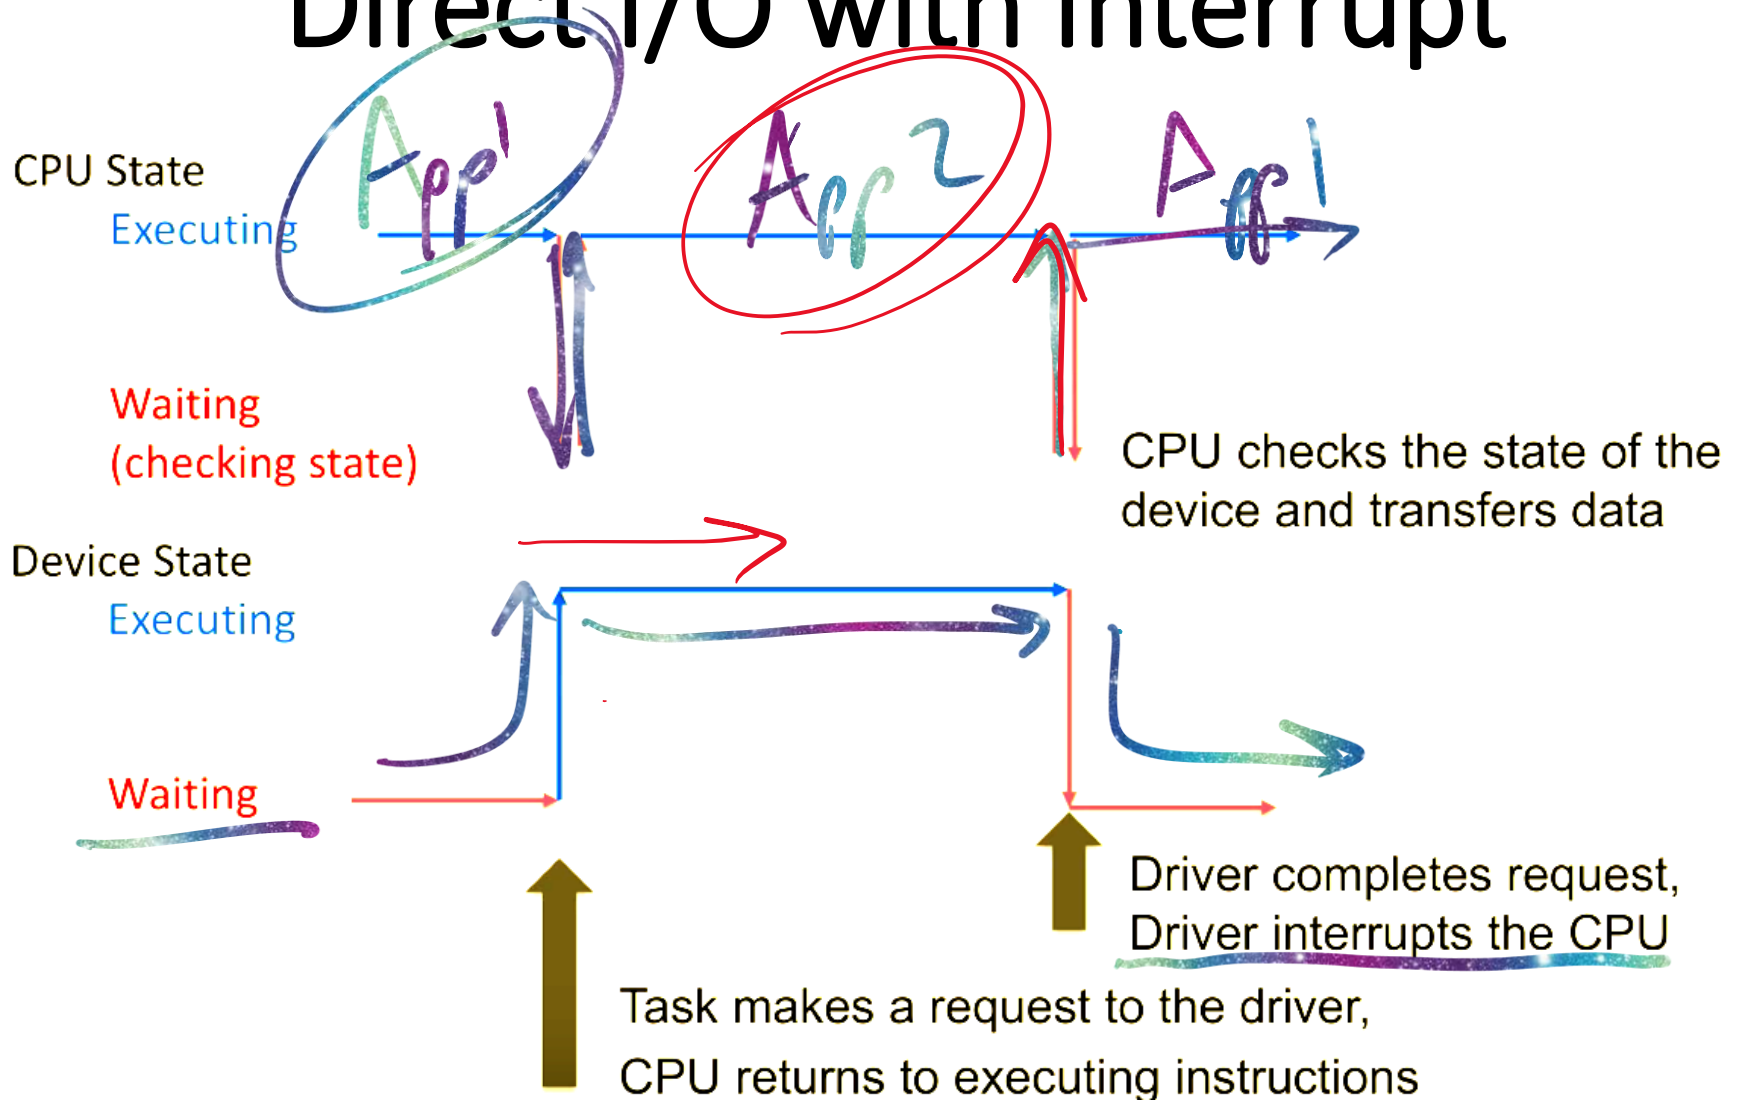 Direct I/O with Interrupt
App1
App2
App1
CPU State
Executing
Waiting
(checking state)
CPU checks the state of the
device and transfers data
Device State
Executing
Waiting
Driver completes request,
Driver interrupts the CPU
Task makes a request to the driver,
CPU returns to executing instructions